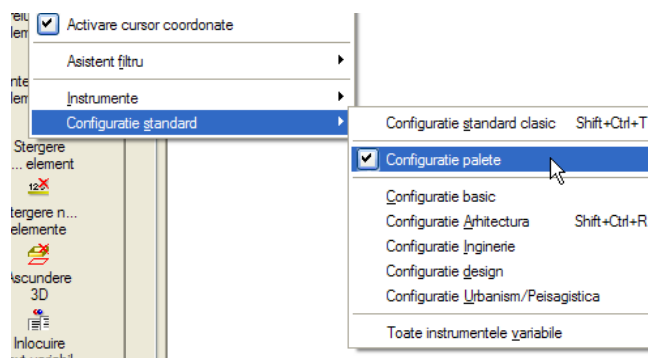 Activare cursor coordonate
Asistent filtru
Instrumente
Configuratie standard
Configuratie standard clasic Shift+Ctrl+T
Configuratie palete
Configuratie basic
Configuratie Arhitectura Shift+Ctrl+R
Configuratie Inginerie
Configuratie design
Configuratie Urbanism/Peisagistica
Toate instrumentele variabile
Stergere
... element
tergere n...
elemente
Ascundere
3D
Inlocuire